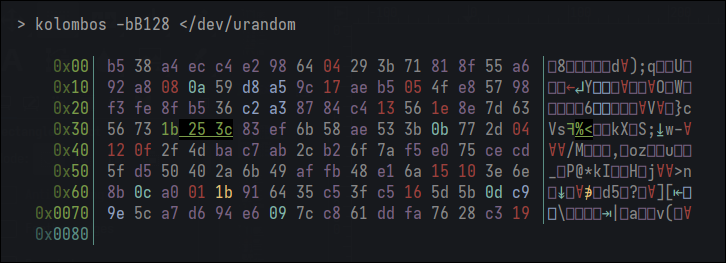 > kolombos -bB128 </dev/urandom
0x00 b5 38 a4 ec c4 e2 98 64 04 29 3b 71 81 8f 55 a6 □8□□□□□d∀);q□□U□
0x10 92 a8 08 0a 59 d8 a5 9c 17 ae b5 05 4f e8 57 98 □□←↵Y□□□∀□□∀O□W□
0x20 f3 fe 8f b5 36 c2 a3 87 84 c4 13 56 1e 8e 7d 63 □□□□6□□□□□∀V∀□}c
0x30 56 73 1b 25 3c 83 ef 6b 58 ae 53 3b 0b 77 2d 04 Vs%<□□kX□S;⤓w-∀
0x40 12 0f 2f 4d ba c7 ab 2c b2 6f 7a f5 e0 75 ce cd ∀∀/M□□□,□oz□□u□□
0x50 5f d5 50 40 2a 6b 49 af fb 48 e1 6a 15 10 3e 6e _□P@*kI□□H□j∀∀>n
0x60 8b 0c a0 01 1b 91 64 35 c5 3f c5 16 5d 5b 0d c9 □↡□∀□d5□?□∀][⇤□
0x0070 9e 5c a7 d6 94 e6 09 7c c8 61 dd fa 76 28 c3 19 □\□□□□⇥|□a□□v(□∀
0x0080